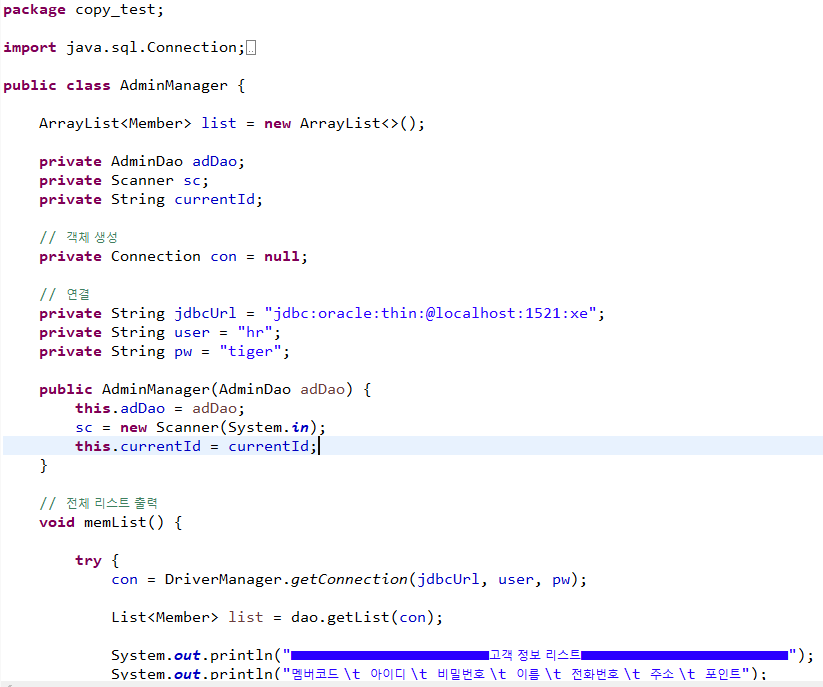 package copy_test;
import java.sql.Connection;
public class AdminManager {
ArrayList<Member> list = new ArrayList<>();
private AdminDao adDao;
private Scanner sc;
private String currentId;
// 객체 생성
private Connection con = null;
// 연결
private String jdbcUrl = "jdbc:oracle:thin:@localhost:1521:xe";
private String user = "hr";
private String pw = "tiger";
public AdminManager(AdminDao adDao) {
this.adDao = adDao;
sc = new Scanner(System.in);
this.currentId = currentId;
}
// 전체 리스트 출력
void memList() {
try {
con = DriverManager.getConnection(jdbcUrl, user, pw);
List<Member> list = dao.getList(con);
System.out.println("■■■■■■■■■■■■■■■■■■고객 정보 리스트■■■■■■■■■■■■■■■■■■■");
System.out.println("멤버코드 \t 아이디 \t 비밀번호 \t 이름 \t 전화번호 \t 주소 \t 포인트");